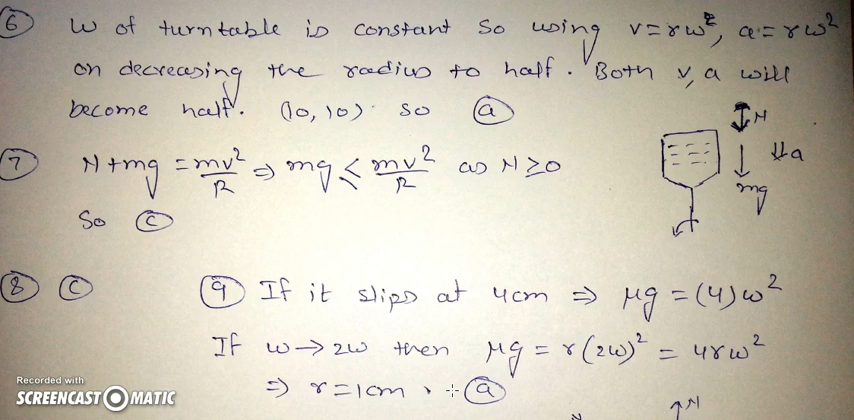 ⑥ ω of turntable is constant so using v=rω², a=rω²
on decreasing the radius to half. Both v, a will
become half. (10, 10) so ⓐ
N
⑦ N+mg = mv²/R ⇒ mg < mv²/R as N ≥ 0
⇓a
mg
So ⓒ
⑧ ⓒ ⑨ If it slips at 4cm ⇒ μg = (4)ω²
If ω→2ω then μg = r(2ω)² = 4rω²
⇒ r=1cm. ⓐ
↑N
N
Recorded with
SCREENCAST-O-MATIC